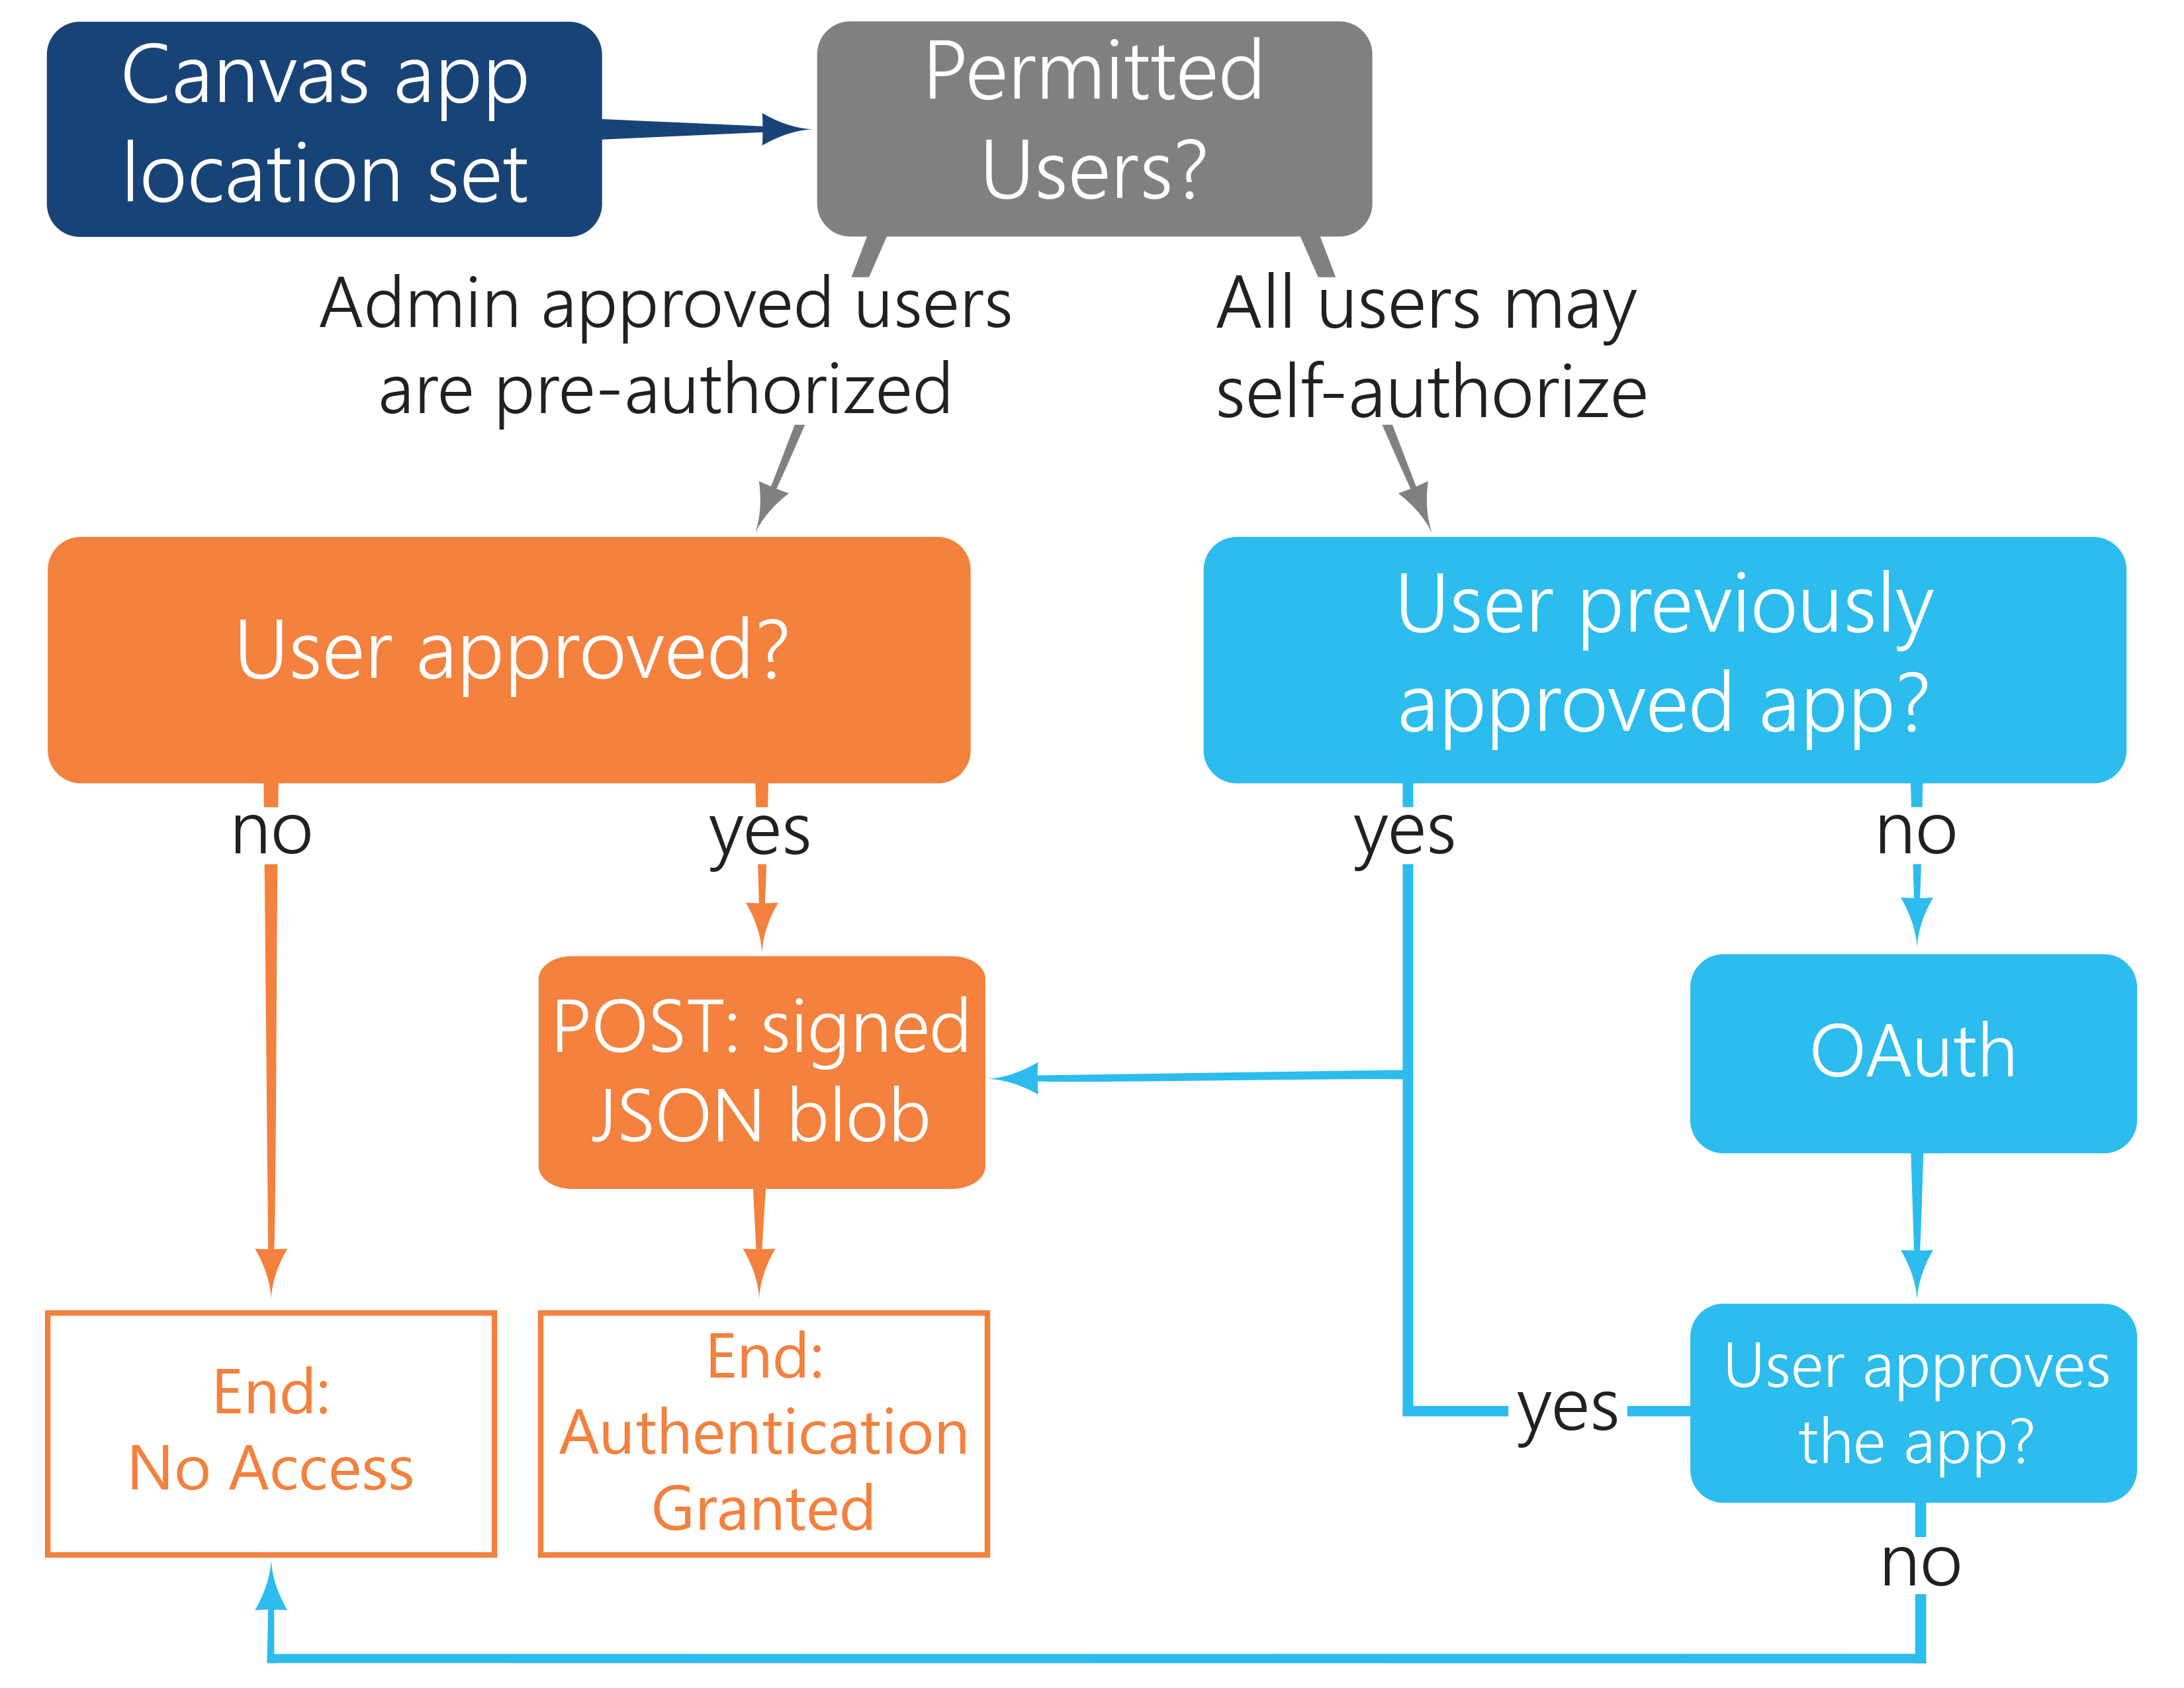 Canvas app
location set
Permitted
Users?
Admin approved users
are pre-authorized
All users may
self-authorize
User approved?
User previously
approved app?
no
yes
yes
no
POST: signed
JSON blob
OAuth
End:
No Access
End:
Authentication
Granted
yes
User approves
the app?
no